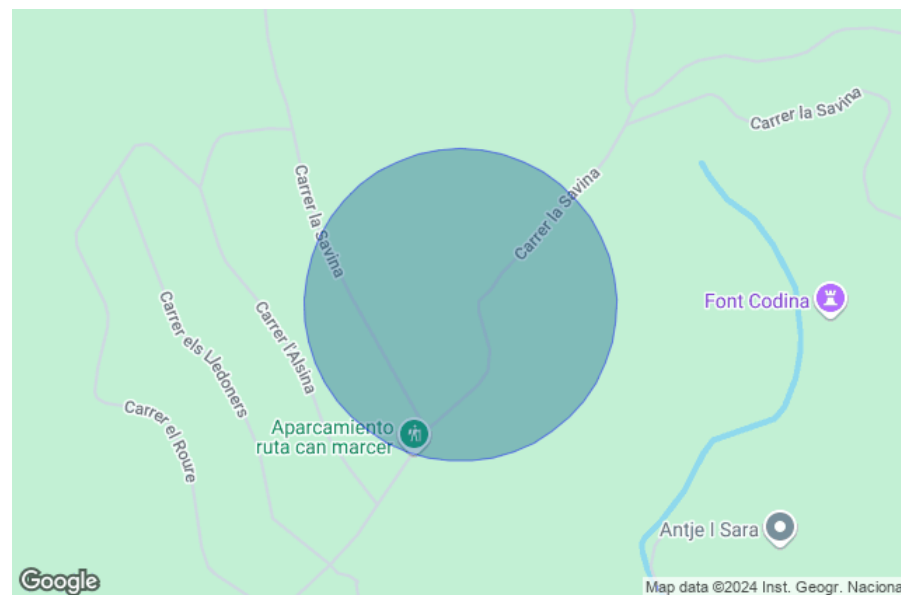 Carrer la Savina
Carrer la Savina
Carrer la Savina
Font Codina
Carrer els Lledoners
Carrer l'Alsina
Carrer el Roure
Aparcamiento
ruta can marcer
Antje I Sara
Google
Map data ©2024 Inst. Geogr. Naciona